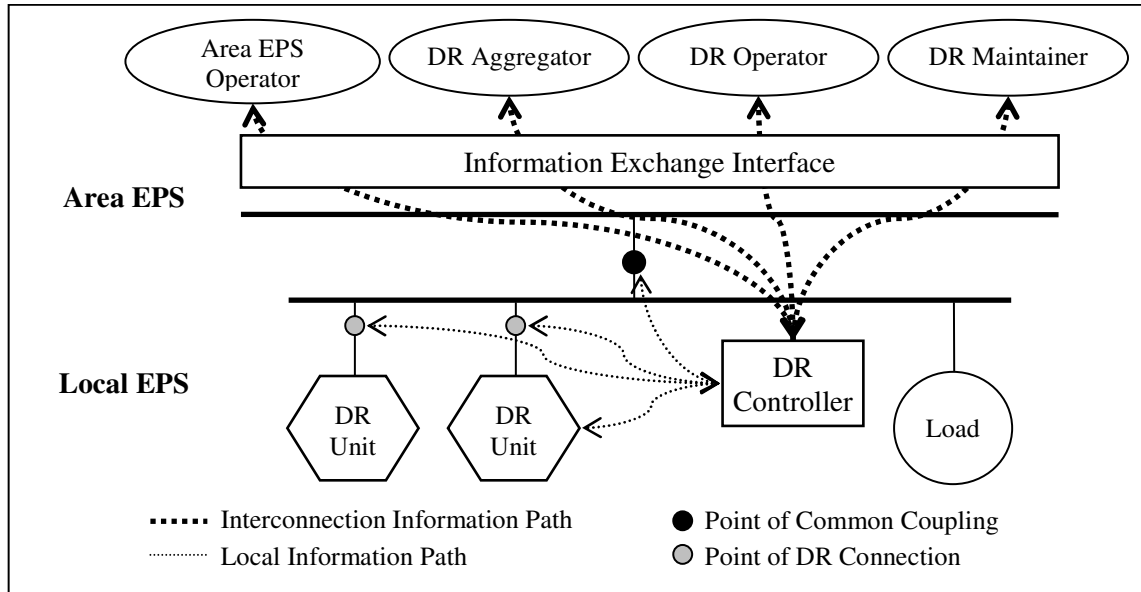 Area EPS
Operator
DR Aggregator
DR Operator
DR Maintainer
Information Exchange Interface
Area EPS
Local EPS
DR
Unit
DR
Unit
DR
Controller
Load
Interconnection Information Path
Local Information Path
Point of Common Coupling
Point of DR Connection